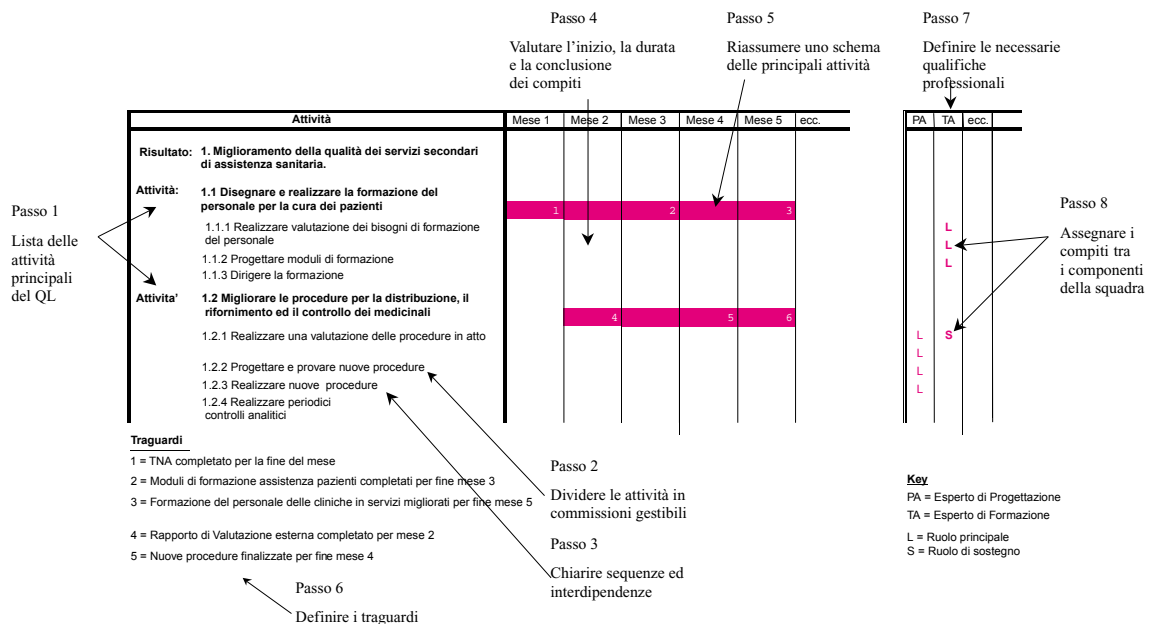 Passo 4
Valutare l'inizio, la durata
e la conclusione
dei compiti
Passo 5
Riassumere uno schema
delle principali attività
Passo 7
Definire le necessarie
qualifiche
professionali
Attività
Mese 1
Mese 2
Mese 3
Mese 4
Mese 5
ecc.
PA
TA
ecc.
Risultato: 1. Miglioramento della qualità dei servizi secondari
di assistenza sanitaria.
Attività: 1.1 Disegnare e realizzare la formazione del
personale per la cura dei pazienti
1
2
3
1.1.1 Realizzare valutazione dei bisogni di formazione
del personale
L
1.1.2 Progettare moduli di formazione
L
1.1.3 Dirigere la formazione
L
Passo 1
Lista delle
attività
principali
del QL
Passo 8
Assegnare i
compiti tra
i componenti
della squadra
Attivita' 1.2 Migliorare le procedure per la distribuzione, il
rifornimento ed il controllo dei medicinali
4
5
6
1.2.1 Realizzare una valutazione delle procedure in atto
L
S
1.2.2 Progettare e provare nuove procedure
L
1.2.3 Realizzare nuove procedure
L
1.2.4 Realizzare periodici
controlli analitici
L
Traguardi
1 = TNA completato per la fine del mese
2 = Moduli di formazione assistenza pazienti completati per fine mese 3
3 = Formazione del personale delle cliniche in servizi migliorati per fine mese 5
4 = Rapporto di Valutazione esterna completato per mese 2
5 = Nuove procedure finalizzate per fine mese 4
Passo 2
Dividere le attività in
commissioni gestibili
Passo 3
Chiarire sequenze ed
interdipendenze
Passo 6
Definire i traguardi
Key
PA = Esperto di Progettazione
TA = Esperto di Formazione
L = Ruolo principale
S = Ruolo di sostegno